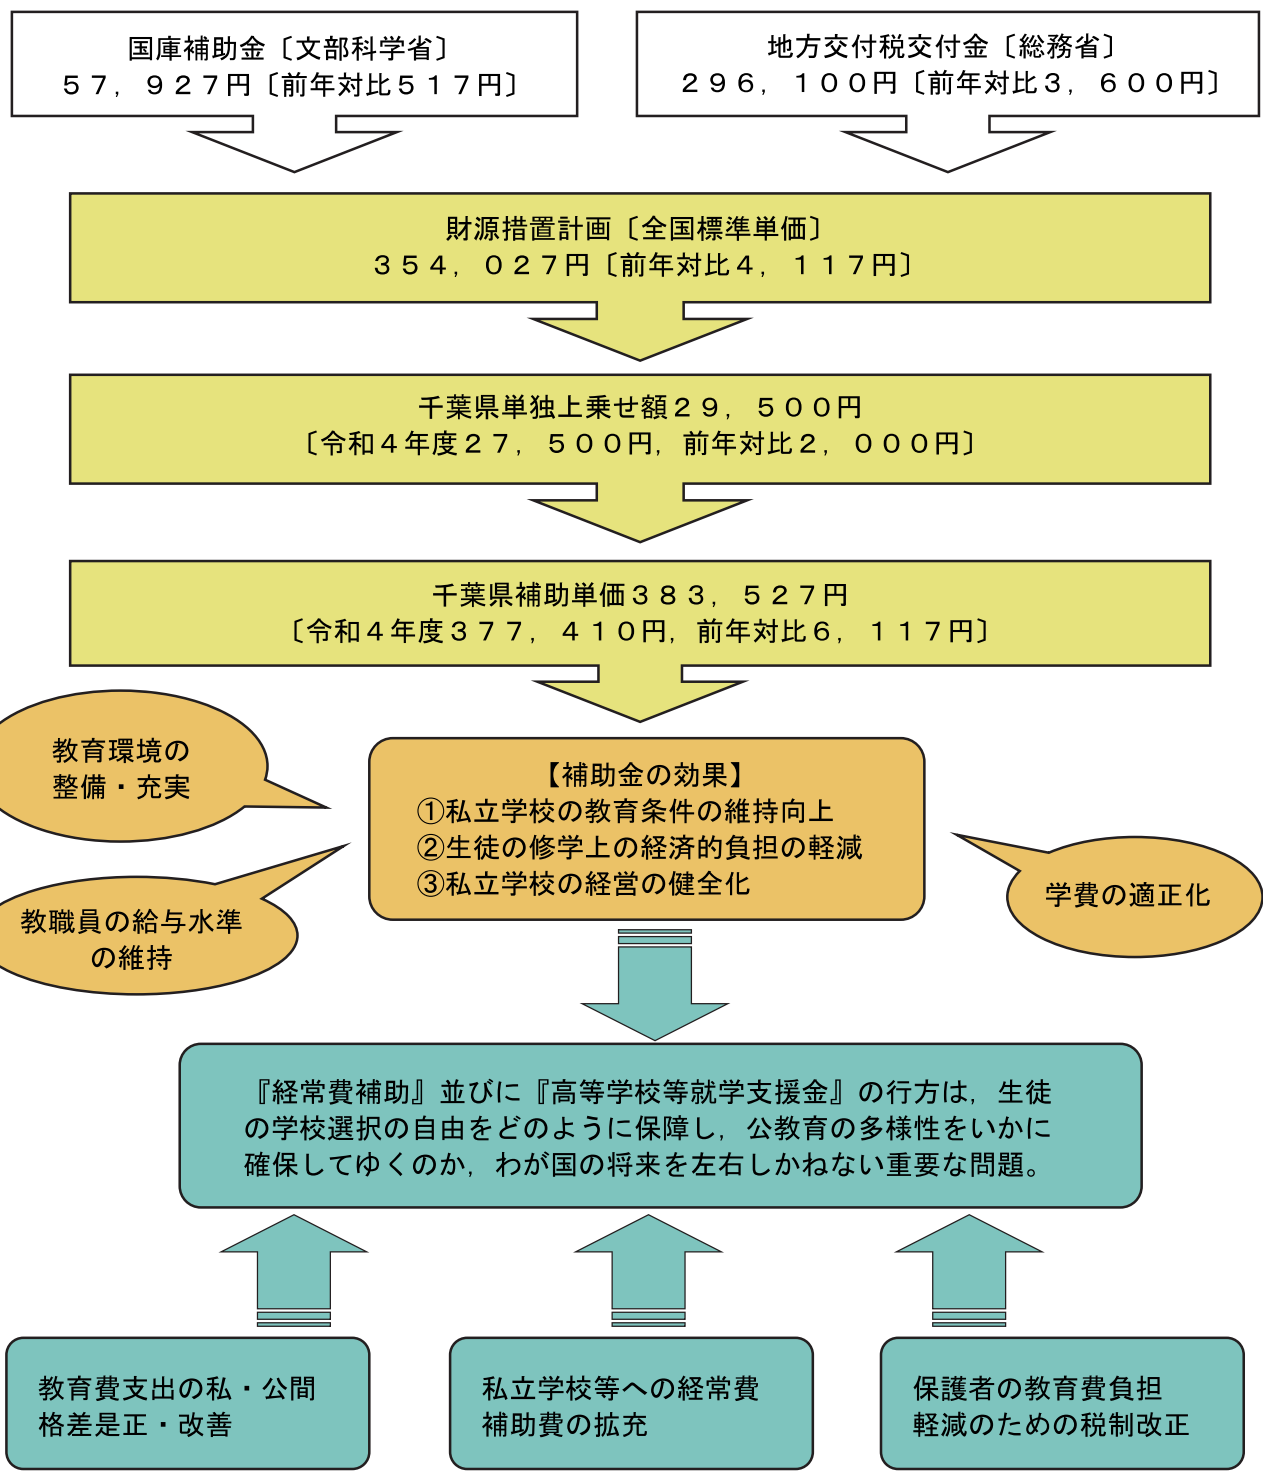 国庫補助金〔文部科学省〕
５７，９２７円〔前年対比５１７円〕
地方交付税交付金〔総務省〕
２９６，１００円〔前年対比３，６００円〕
財源措置計画〔全国標準単価〕
３５４，０２７円〔前年対比４，１１７円〕
千葉県単独上乗せ額２９，５００円
〔令和４年度２７，５００円，前年対比２，０００円〕
千葉県補助単価３８３，５２７円
〔令和４年度３７７，４１０円，前年対比６，１１７円〕
教育環境の
整備・充実
教職員の給与水準
の維持
【補助金の効果】
①私立学校の教育条件の維持向上
②生徒の修学上の経済的負担の軽減
③私立学校の経営の健全化
学費の適正化
『経常費補助』並びに『高等学校等就学支援金』の行方は，生徒
の学校選択の自由をどのように保障し，公教育の多様性をいかに
確保してゆくのか，わが国の将来を左右しかねない重要な問題。
教育費支出の私・公間
格差是正・改善
私立学校等への経常費
補助費の拡充
保護者の教育費負担
軽減のための税制改正